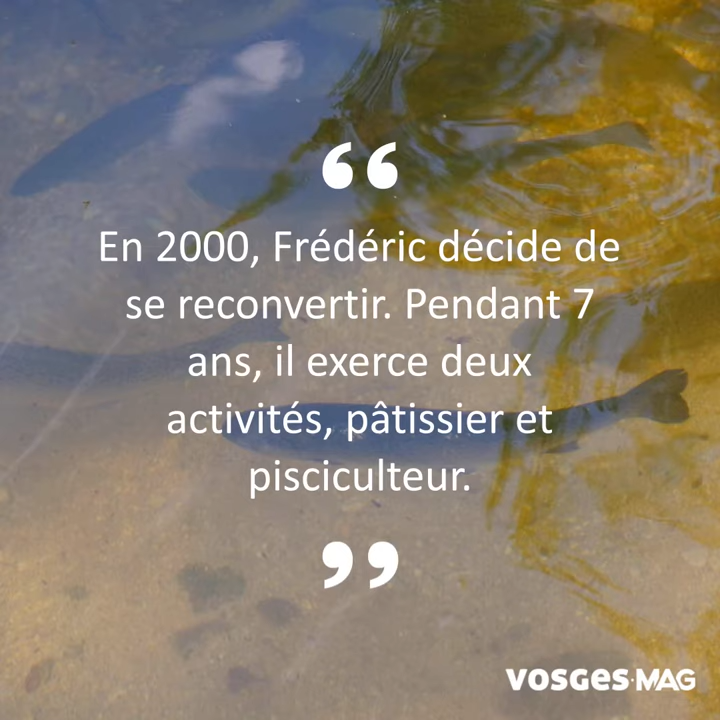 “
En 2000, Frédéric décide de
se reconvertir. Pendant 7
ans, il exerce deux
activités, pâtissier et
pisciculteur.
”
VOSGES·MAG